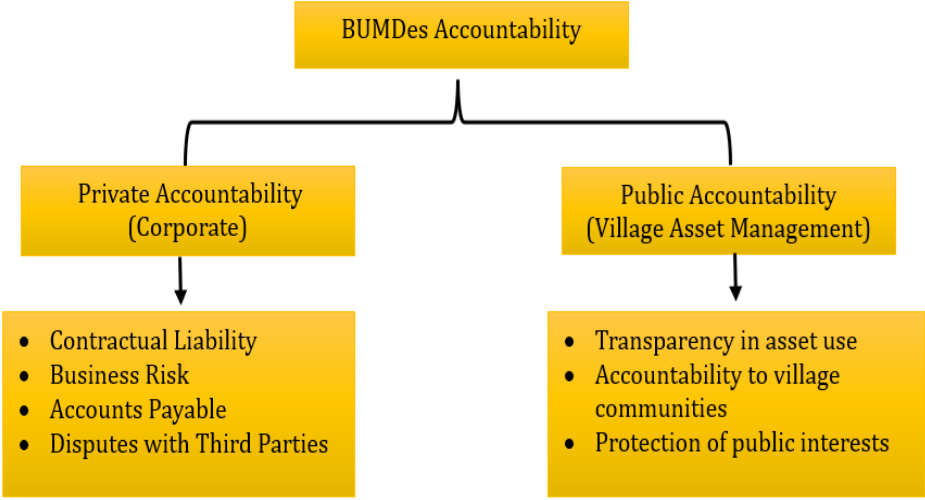 BUMDes Accountability
Private Accountability
(Corporate)
Public Accountability
(Village Asset Management)
• Contractual Liability
• Business Risk
• Accounts Payable
• Disputes with Third Parties
• Transparency in asset use
• Accountability to village
communities
• Protection of public interests